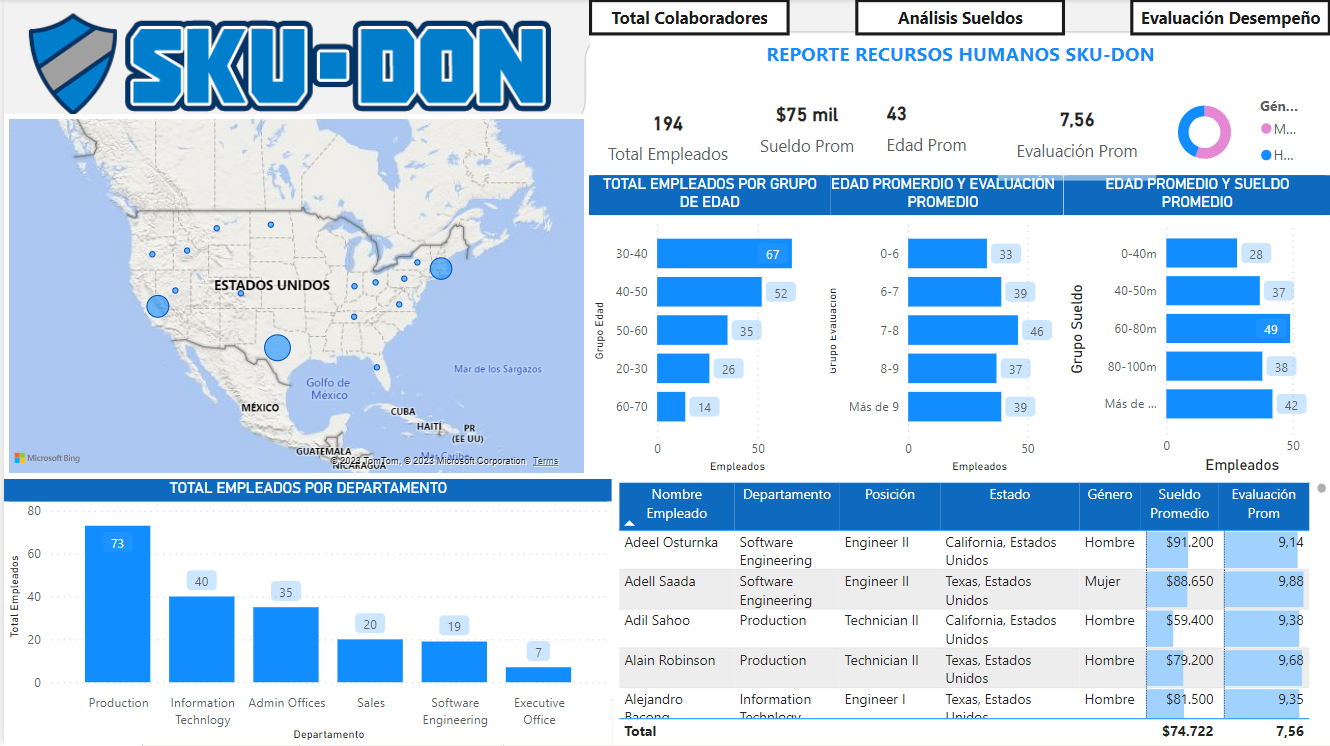 SKU-DON
Total Colaboradores
Análisis Sueldos
Evaluación Desempeño
REPORTE RECURSOS HUMANOS SKU-DON
194
Total Empleados
$75 mil
Sueldo Prom
43
Edad Prom
7,56
Evaluación Prom
Gén...
M...
H...
ESTADOS UNIDOS
Golfo de
México
MÉXICO
Mar de los Sargazos
CUBA
HAITÍ
PR
(EE UU)
GUATEMALA
Mar Caribe
NICARAGUA
Microsoft Bing
© 2023 TomTom, © 2023 Microsoft Corporation Terms
TOTAL EMPLEADOS POR GRUPO
DE EDAD
Grupo Edad
30-40 67
40-50 52
50-60 35
20-30 26
60-70 14
0 50
Empleados
EDAD PROMERDIO Y EVALUACIÓN
PROMEDIO
Grupo Evaluación
0-6 33
6-7 39
7-8 46
8-9 37
Más de 9 39
0 50
Empleados
EDAD PROMEDIO Y SUELDO
PROMEDIO
Grupo Sueldo
0-40m 28
40-50m 37
60-80m 49
80-100m 38
Más de ... 42
0 50
Empleados
TOTAL EMPLEADOS POR DEPARTAMENTO
Total Empleados
80
60
40
20
0
73
40
35
20
19
7
Production
Information
Technlogy
Admin Offices
Sales
Software
Engineering
Executive
Office
Departamento
Nombre
Empleado
Departamento
Posición
Estado
Género
Sueldo
Promedio
Evaluación
Prom
Adeel Osturnka Software Engineer II California, Estados Hombre $91.200 9,14
Engineering Unidos
Adell Saada Software Engineer II Texas, Estados Mujer $88.650 9,88
Engineering Unidos
Adil Sahoo Production Technician II California, Estados Hombre $59.400 9,38
Unidos
Alain Robinson Production Technician II Texas, Estados Hombre $79.200 9,68
Unidos
Alejandro Information Engineer I Texas, Estados Hombre $81.500 9,35
Bacong Technlogy Unidos
Total $74.722 7,56